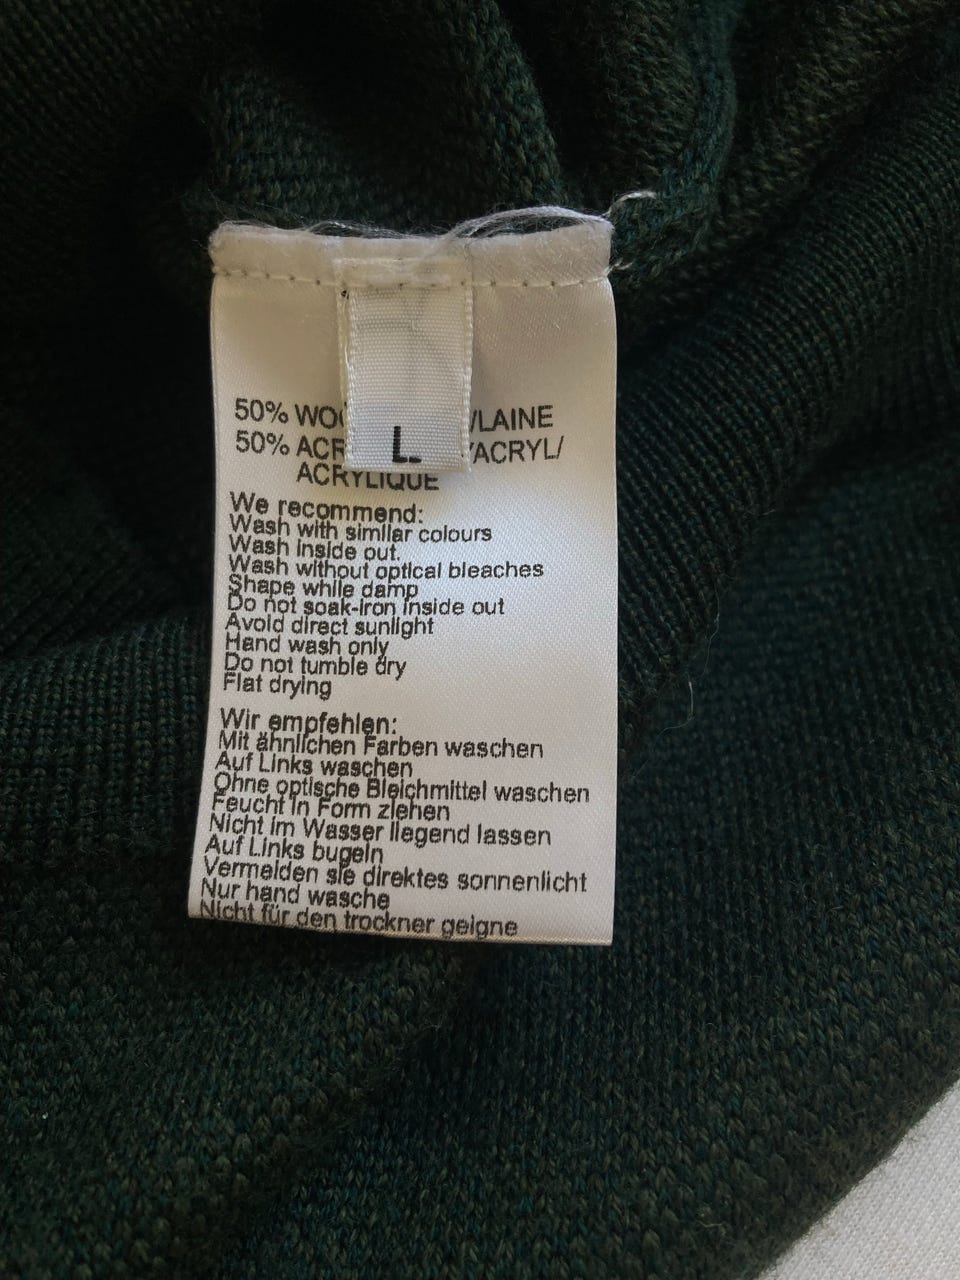 50% /LAINE
50% /ACRYL/
ACRYLIQUE
L
We recommend:
Wash with similar colours
Wash inside out.
Wash without optical bleaches
Shape while damp
Do not soak-iron inside out
Avoid direct sunlight
Hand wash only
Do not tumble dry
Flat drying
Wir empfehlen:
Mit ähnlichen Farben waschen
Auf Links waschen
Ohne optische Bleichmittel waschen
Feucht in Form ziehen
Nicht im Wasser liegend lassen
Auf Links bugeln
Vermeiden sie direktes sonnenlicht
Nur hand wasche
Nicht für den trockner geigne